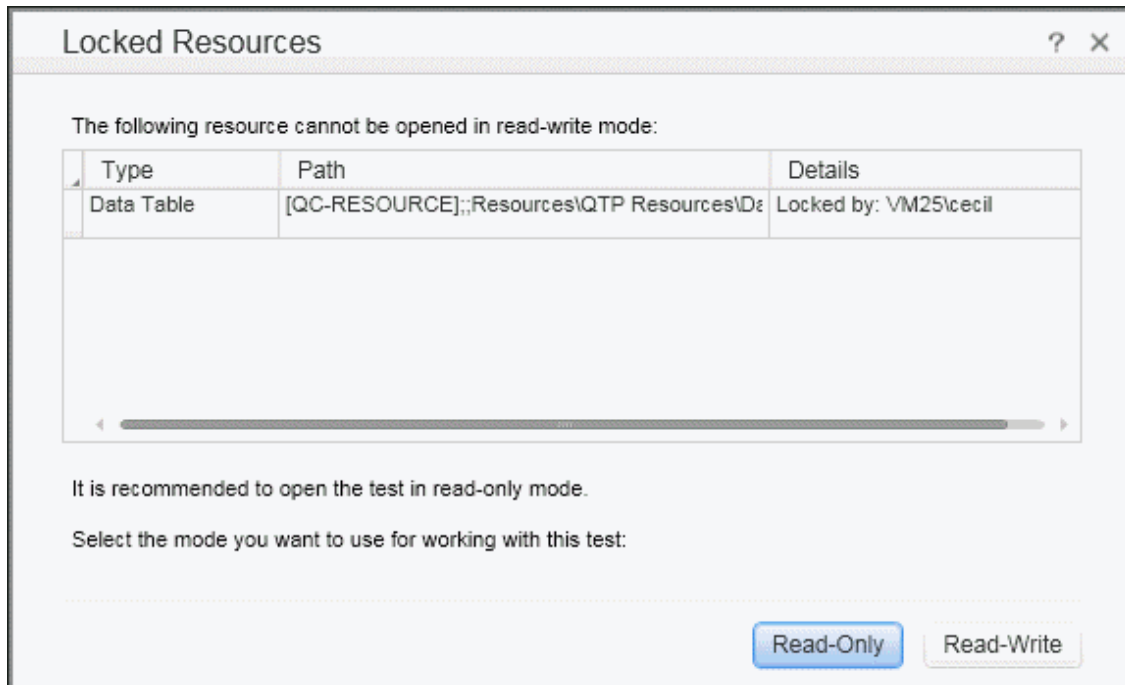 Locked Resources ? ×
The following resource cannot be opened in read-write mode:
Type Path Details
Data Table [QC-RESOURCE];;Resources\QTP Resources\Da Locked by: VM25\cecil
It is recommended to open the test in read-only mode.
Select the mode you want to use for working with this test:
Read-Only Read-Write